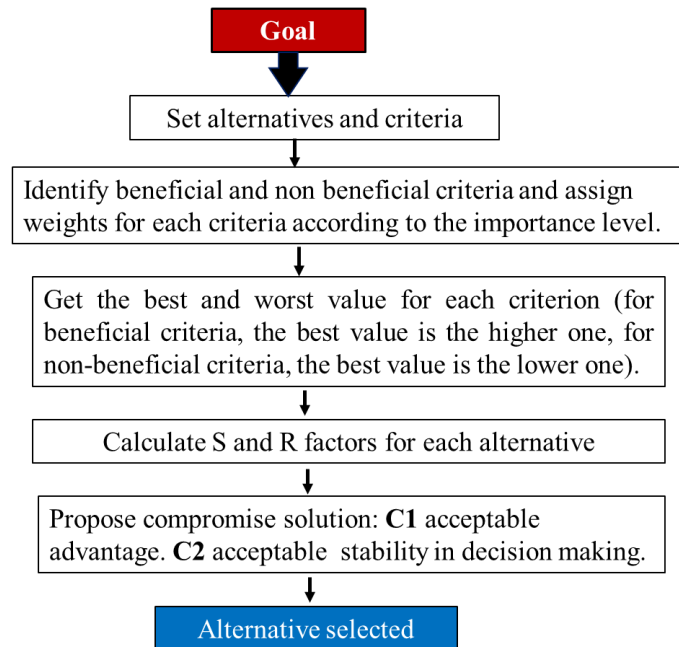 Goal
Set alternatives and criteria
Identify beneficial and non beneficial criteria and assign
weights for each criteria according to the importance level.
Get the best and worst value for each criterion (for
beneficial criteria, the best value is the higher one, for
non-beneficial criteria, the best value is the lower one).
Calculate S and R factors for each alternative
Propose compromise solution: C1 acceptable
advantage. C2 acceptable stability in decision making.
Alternative selected